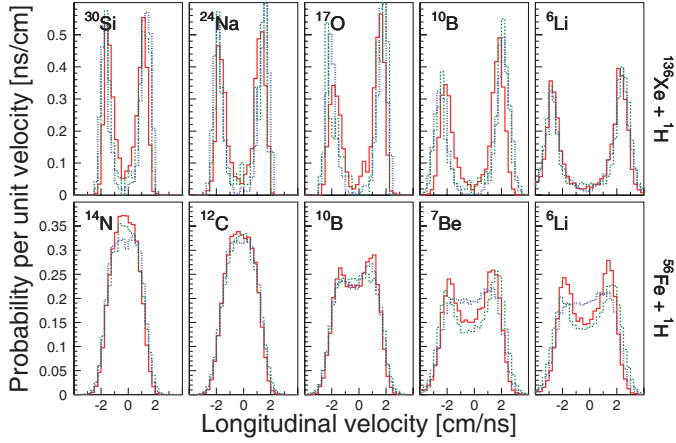 Probability per unit velocity [ns/cm]
30Si 24Na 17O 10B 6Li
0.5
0.4
0.3
0.2
0.1
0
136Xe + 1H
14N 12C 10B 7Be 6Li
0.35
0.3
0.25
0.2
0.15
0.1
0.05
0
56Fe + 1H
-2 0 2 -2 0 2 -2 0 2 -2 0 2 -2 0 2
Longitudinal velocity [cm/ns]